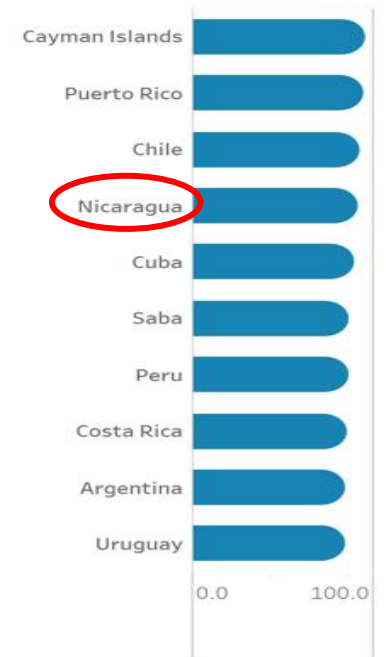 Cayman Islands
Puerto Rico
Chile
Nicaragua
Cuba
Saba
Peru
Costa Rica
Argentina
Uruguay
0.0 100.0